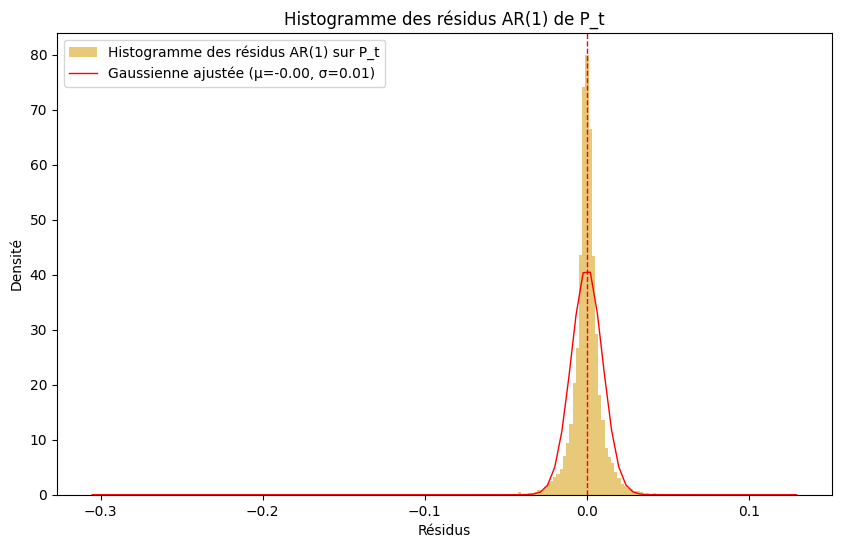 Histogramme des résidus AR(1) de P_t
Histogramme des résidus AR(1) sur P_t
Gaussienne ajustée (μ=-0.00, σ=0.01)
Densité
80
70
60
50
40
30
20
10
0
−0.3
−0.2
−0.1
0.0
0.1
Résidus